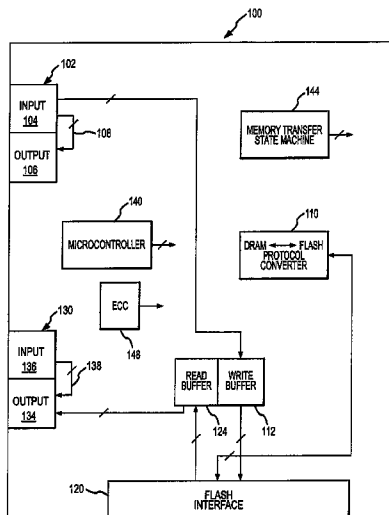 100
102
INPUT
104
108
OUTPUT
106
144
MEMORY TRANSFER
STATE MACHINE
140
MICROCONTROLLER
110
DRAM FLASH
PROTOCOL
CONVERTER
ECC
148
130
INPUT
136
138
OUTPUT
134
READ
BUFFER
WRITE
BUFFER
124
112
120
FLASH
INTERFACE